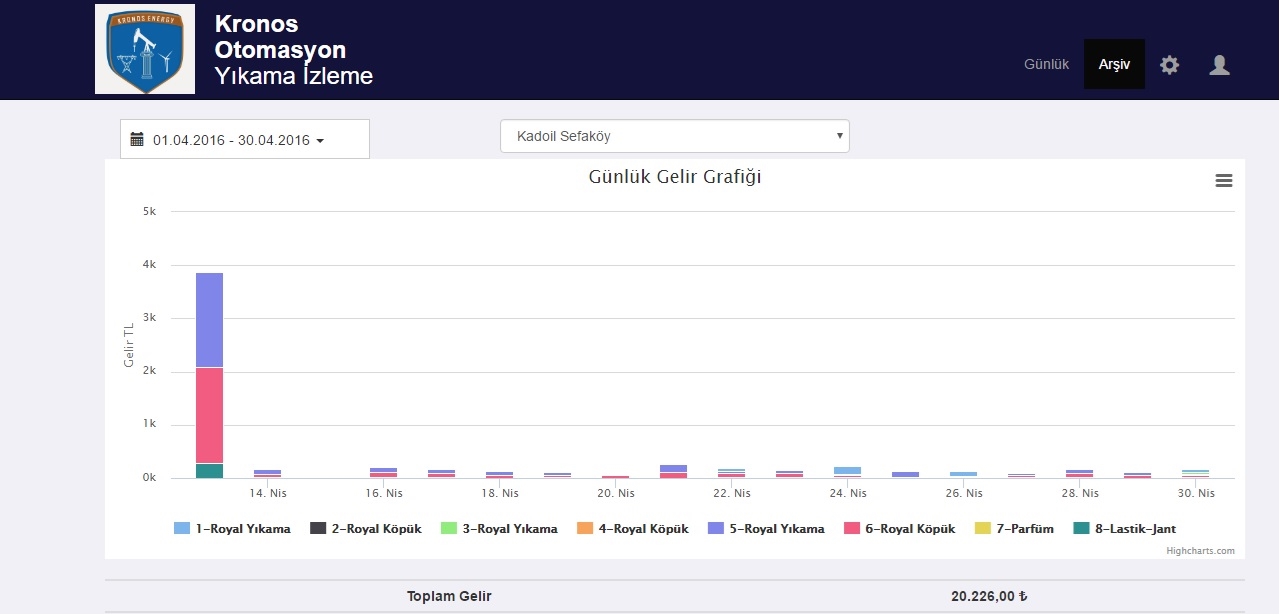 KRONOS ENERGY
Kronos
Otomasyon
Yıkama İzleme
Günlük
Arşiv
01.04.2016 - 30.04.2016
Kadoil Sefaköy
Günlük Gelir Grafiği
5k
4k
3k
2k
1k
0k
Gelir TL
14. Nis
16. Nis
18. Nis
20. Nis
22. Nis
24. Nis
26. Nis
28. Nis
30. Nis
1-Royal Yıkama
2-Royal Köpük
3-Royal Yıkama
4-Royal Köpük
5-Royal Yıkama
6-Royal Köpük
7-Parfüm
8-Lastik-Jant
Highcharts.com
Toplam Gelir 20.226,00 ₺